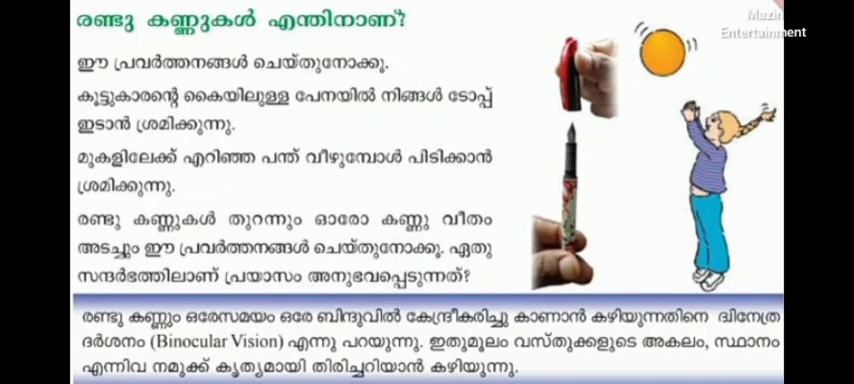 രണ്ടു കണ്ണുകൾ എന്തിനാണ്?
Mazin
Entertainment
ഈ പ്രവർത്തനങ്ങൾ ചെയ്തുനോക്കൂ.
കൂട്ടുകാരന്റെ കൈയിലുള്ള പേനയിൽ നിങ്ങൾ ടോപ്പ്
ഇടാൻ ശ്രമിക്കുന്നു.
മുകളിലേക്ക് എറിഞ്ഞ പന്ത് വീഴുമ്പോൾ പിടിക്കാൻ
ശ്രമിക്കുന്നു.
രണ്ടു കണ്ണുകൾ തുറന്നും ഓരോ കണ്ണു വീതം
അടച്ചും ഈ പ്രവർത്തനങ്ങൾ ചെയ്തുനോക്കൂ. ഏതു
സന്ദർഭത്തിലാണ് പ്രയാസം അനുഭവപ്പെടുന്നത്?
രണ്ടു കണ്ണും ഒരേസമയം ഒരേ ബിന്ദുവിൽ കേന്ദ്രീകരിച്ചു കാണാൻ കഴിയുന്നതിനെ ദ്വിനേത്ര
ദർശനം (Binocular Vision) എന്നു പറയുന്നു. ഇതുമൂലം വസ്തുക്കളുടെ അകലം, സ്ഥാനം
എന്നിവ നമുക്ക് കൃത്യമായി തിരിച്ചറിയാൻ കഴിയുന്നു.